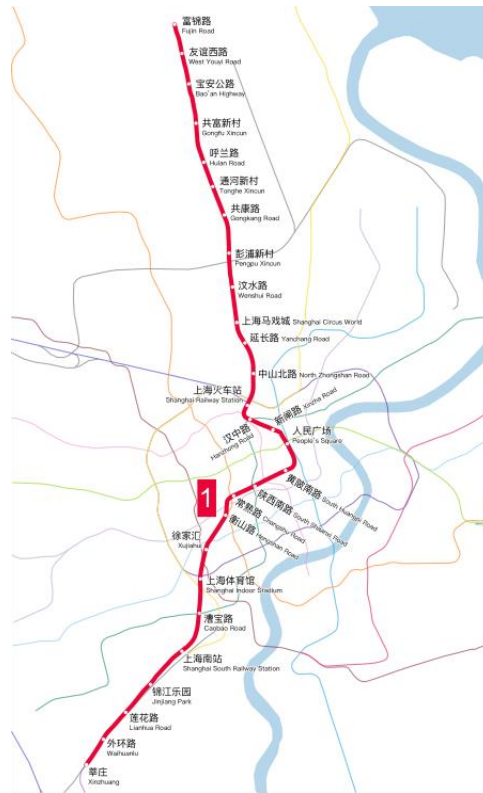 富锦路
Fujin Road
友谊西路
West Youyi Road
宝安公路
Bao'an Highway
共富新村
Gongfu Xincun
呼兰路
Hulan Road
通河新村
Tonghe Xincun
共康路
Gongkang Road
彭浦新村
Pengpu Xincun
汶水路
Wenshui Road
上海马戏城 Shanghai Circus World
延长路 Yanchang Road
中山北路 North Zhongshan Road
上海火车站
Shanghai Railway Station
汉中路
Hanzhong Road
新闸路 Xinzha Road
人民广场
People's Square
黄陂南路 South Huangpi Road
陕西南路 South Shaanxi Road
1
常熟路 Changshu Road
衡山路 Hengshan Road
徐家汇
Xujiahui
上海体育馆
Shanghai Indoor Stadium
漕宝路
Caobao Road
上海南站
Shanghai South Railway Station
锦江乐园
Jinjiang Park
莲花路
Lianhua Road
外环路
Waihuanlu
莘庄
Xinzhuang